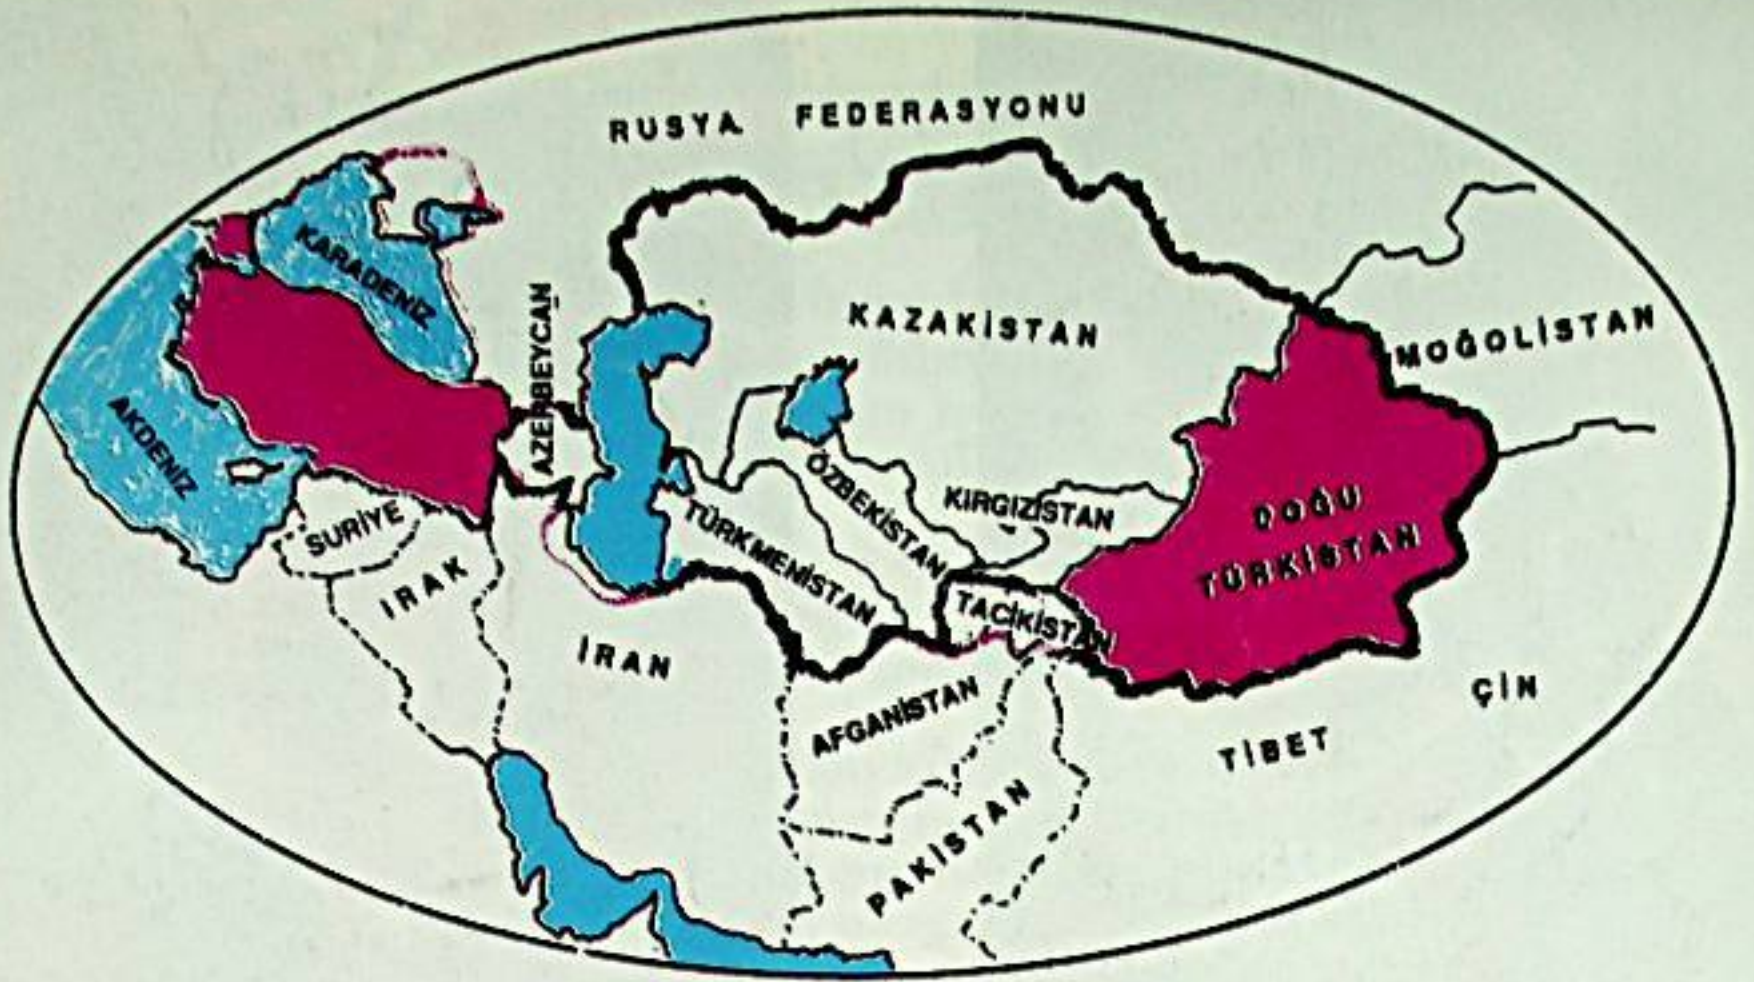 RUSYA FEDERASYONU
KARADENİZ
AZERBEYCAN
KAZAKİSTAN
MOĞOLİSTAN
AKDENİZ
ÖZBEKİSTAN
KIRGIZİSTAN
DOĞU
TÜRKİSTAN
SURİYE
TÜRKMENİSTAN
IRAK
TACİKİSTAN
İRAN
AFGANİSTAN
ÇİN
TİBET
PAKİSTAN